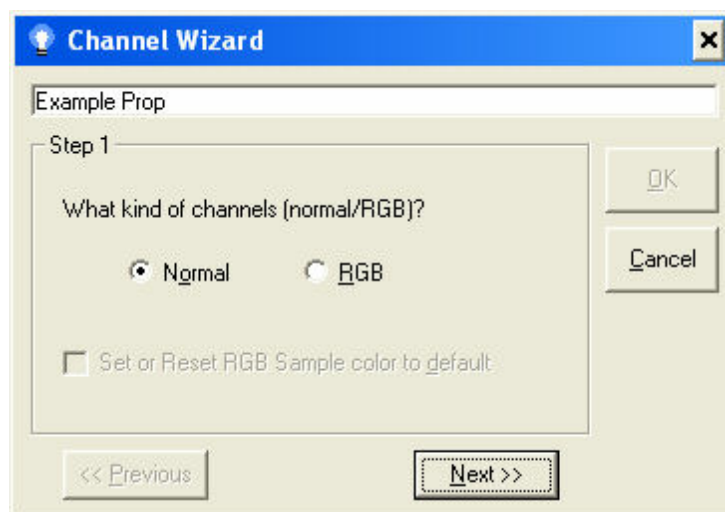 Channel Wizard
Example Prop
Step 1
What kind of channels (normal/RGB)?
Normal
RGB
Set or Reset RGB Sample color to default
OK
Cancel
<< Previous
Next >>